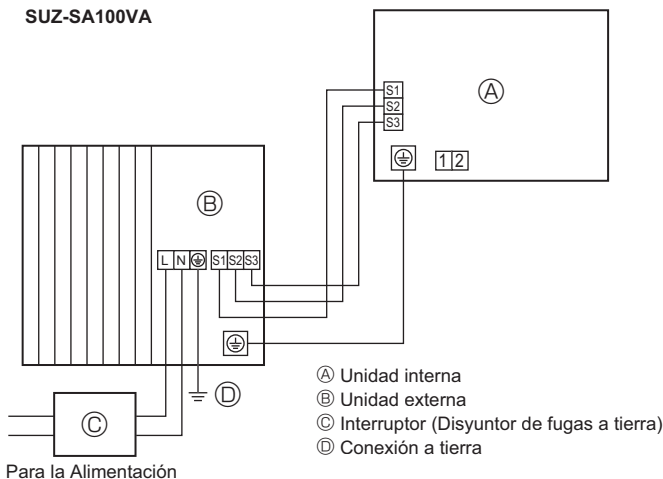 SUZ-SA100VA
S1
S2
S3
Ⓐ
1 2
Ⓑ
L N S1 S2 S3
Ⓓ
Ⓒ
Para la Alimentación
Ⓐ Unidad interna
Ⓑ Unidad externa
Ⓒ Interruptor (Disyuntor de fugas a tierra)
Ⓓ Conexión a tierra